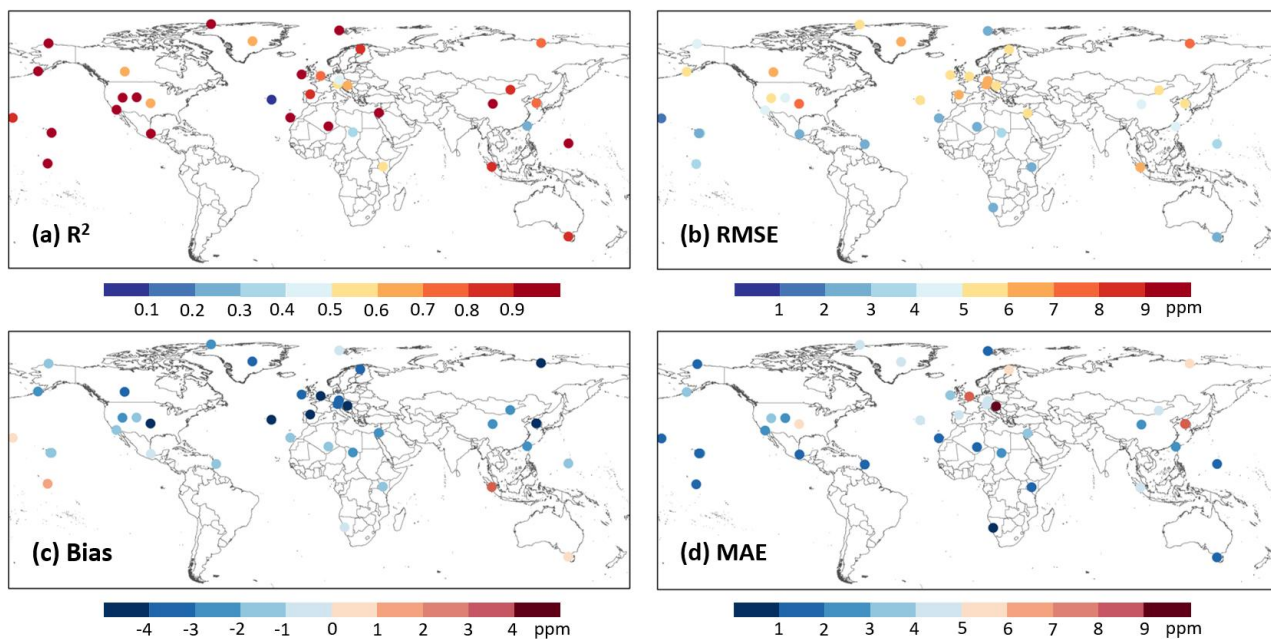 (a) R²
(b) RMSE
0.1 0.2 0.3 0.4 0.5 0.6 0.7 0.8 0.9
1 2 3 4 5 6 7 8 9 ppm
(c) Bias
(d) MAE
-4 -3 -2 -1 0 1 2 3 4 ppm
1 2 3 4 5 6 7 8 9 ppm